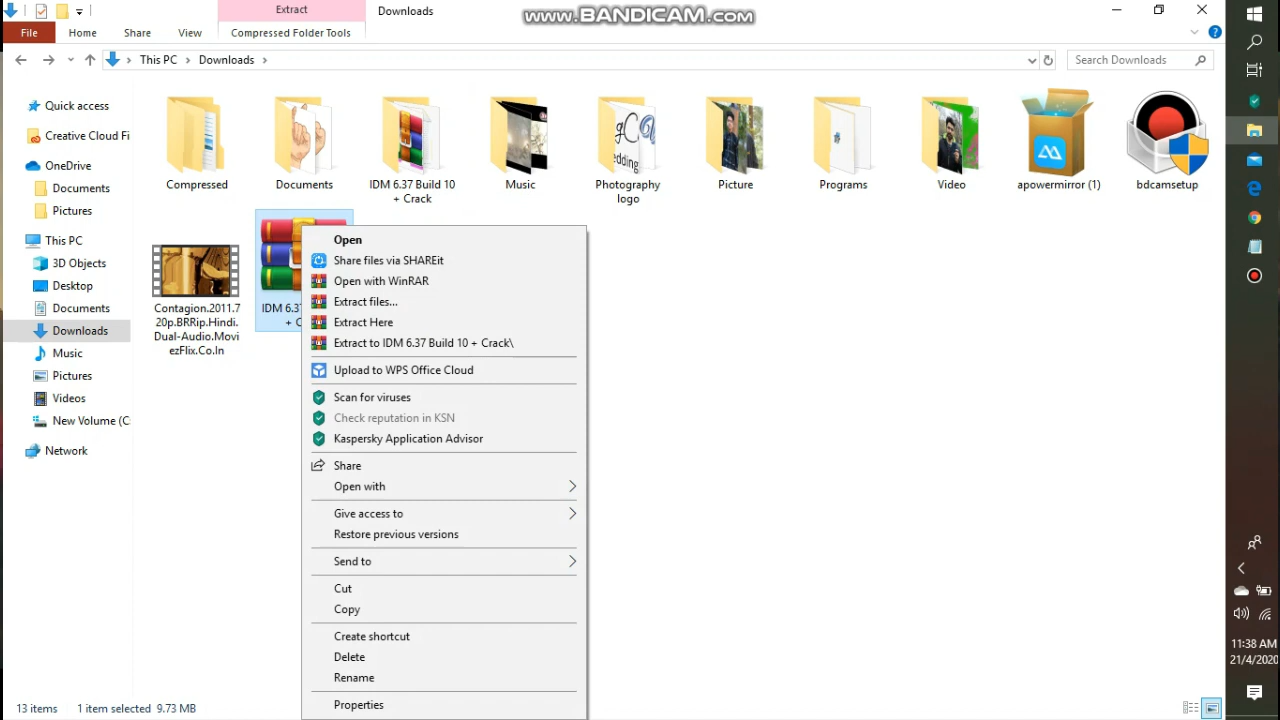 Extract
Downloads
www.BANDICAM.com
File
Home
Share
View
Compressed Folder Tools
This PC
Downloads
Search Downloads
Quick access
Creative Cloud Fi
OneDrive
Documents
Pictures
This PC
3D Objects
Desktop
Documents
Downloads
Music
Pictures
Videos
New Volume (C
Network
Compressed
Documents
IDM 6.37 Build 10
+ Crack
Music
Photography
logo
Picture
Programs
Video
apowermirror (1)
bdcamsetup
Contagion.2011.7
20p.BRRip.Hindi.
Dual-Audio.Movi
ezFlix.Co.In
IDM 6.3
+ C
Open
Share files via SHAREit
Open with WinRAR
Extract files...
Extract Here
Extract to IDM 6.37 Build 10 + Crack\
Upload to WPS Office Cloud
Scan for viruses
Check reputation in KSN
Kaspersky Application Advisor
Share
Open with
Give access to
Restore previous versions
Send to
Cut
Copy
Create shortcut
Delete
Rename
Properties
13 items
1 item selected 9.73 MB
11:38 AM
21/4/2020